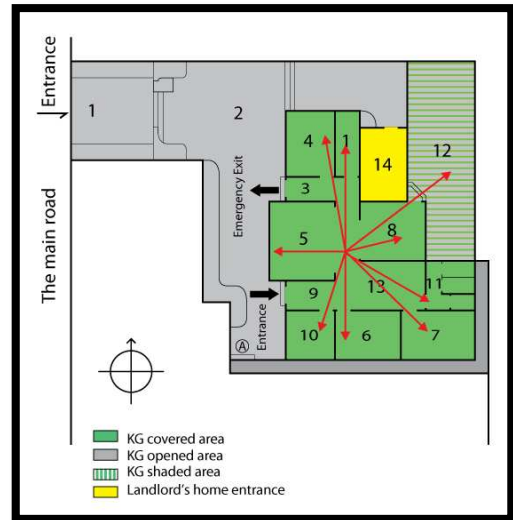 Entrance
The main road
1
2
4
1
14
12
3
Emergency Exit
5
8
13
11
9
Entrance
10
6
7
A
KG covered area
KG opened area
KG shaded area
Landlord's home entrance